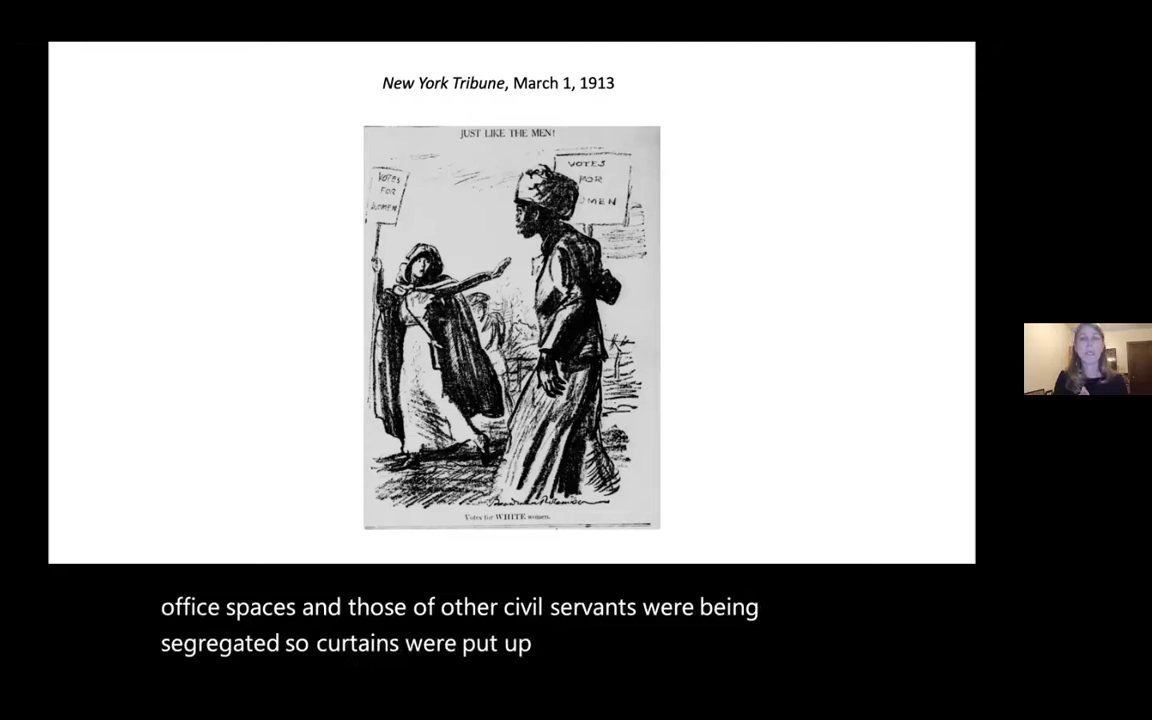 New York Tribune, March 1, 1913
JUST LIKE THE MEN!
VOTES
FOR
WOMEN
VOTES
FOR
OMEN
Votes for WHITE women.
office spaces and those of other civil servants were being
segregated so curtains were put up